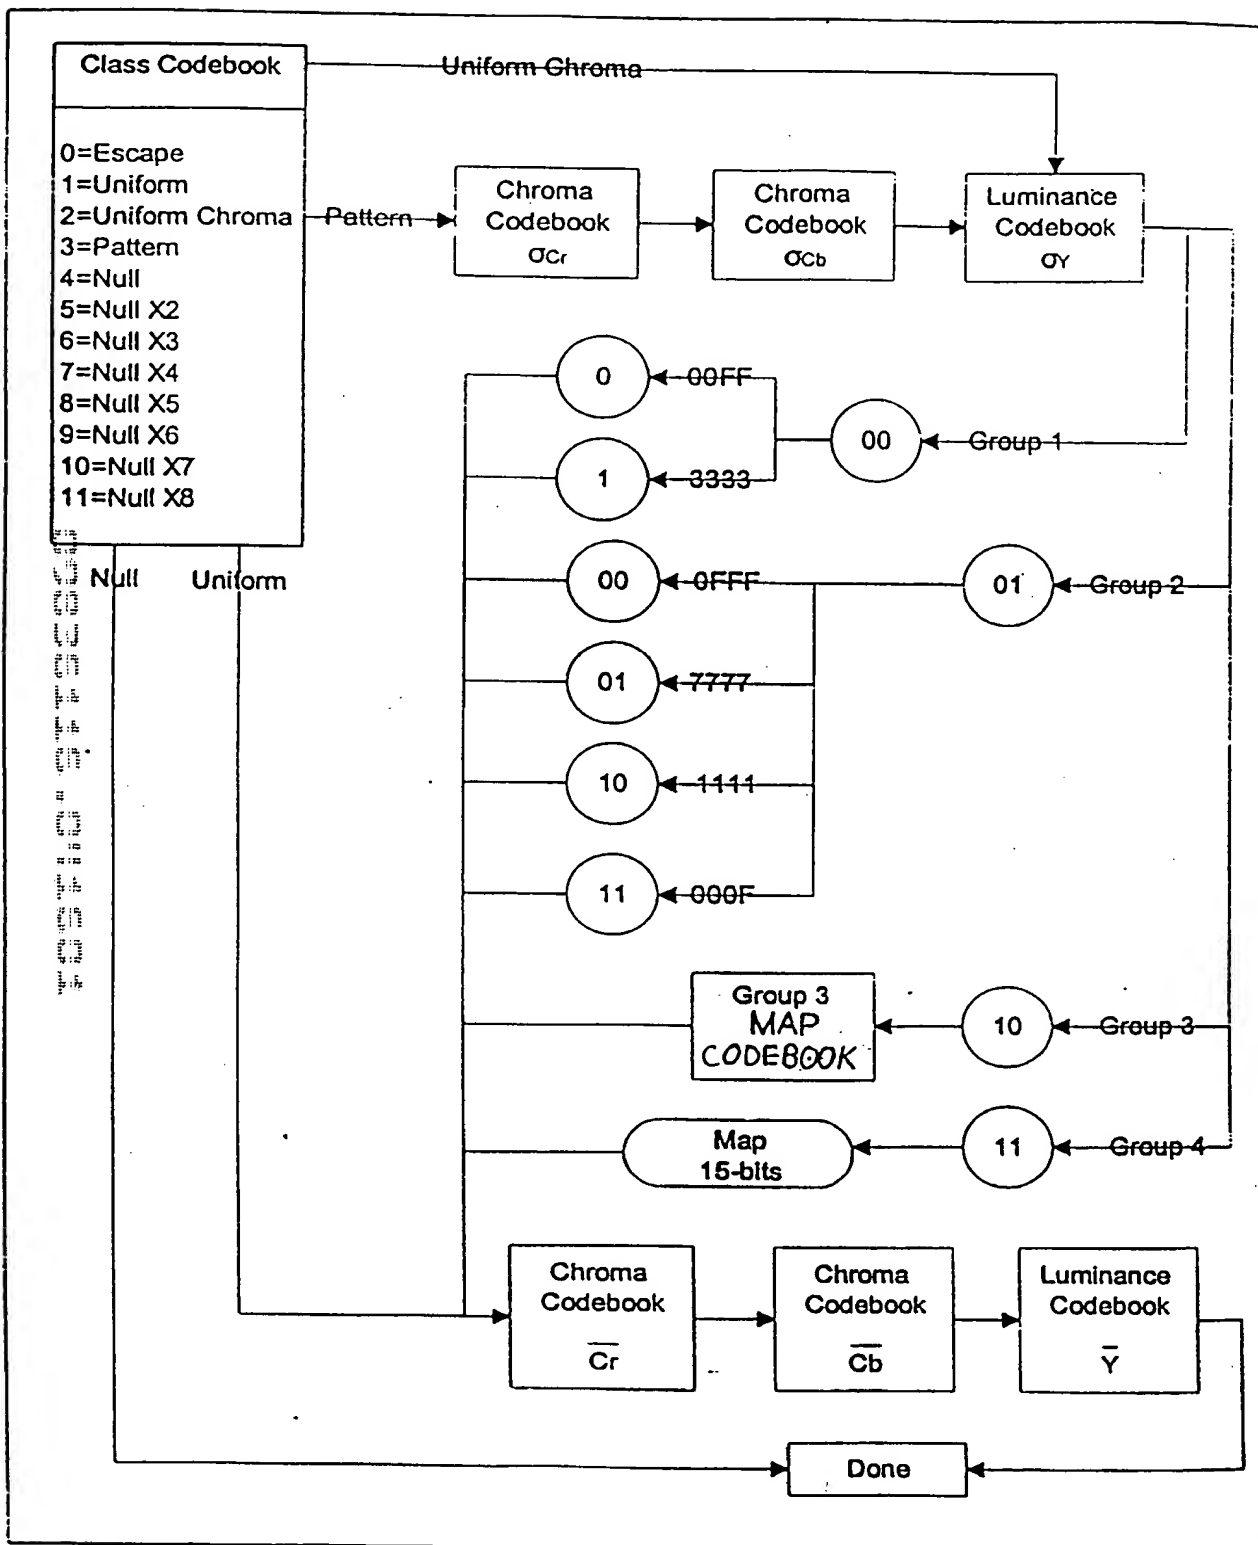 Class Codebook
0=Escape
1=Uniform
2=Uniform Chroma
3=Pattern
4=Null
5=Null X2
6=Null X3
7=Null X4
8=Null X5
9=Null X6
10=Null X7
11=Null X8
Uniform Chroma
Pattern
Chroma
Codebook
σCr
Chroma
Codebook
σCb
Luminance
Codebook
σY
0
00FF
00
Group 1
1
3333
Null
Uniform
00
0FFF
01
Group 2
01
7777
10
1111
11
000F
Group 3
MAP
CODEBOOK
10
Group 3
Map
15-bits
11
Group 4
Chroma
Codebook
C̅r̅
Chroma
Codebook
C̅b̅
Luminance
Codebook
Y̅
Done